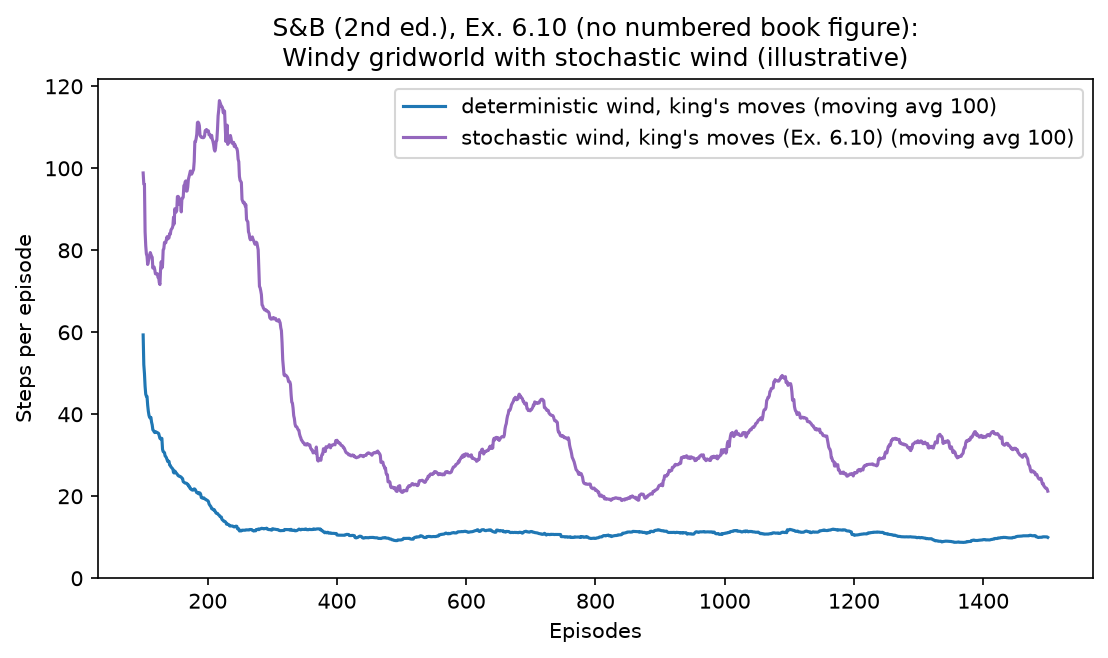 S&B (2nd ed.), Ex. 6.10 (no numbered book figure):
Windy gridworld with stochastic wind (illustrative)
deterministic wind, king's moves (moving avg 100)
stochastic wind, king's moves (Ex. 6.10) (moving avg 100)
Steps per episode
120
100
80
60
40
20
0
200 400 600 800 1000 1200 1400
Episodes